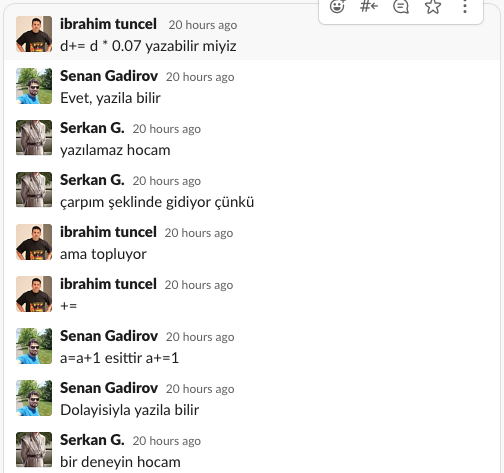 ibrahim tuncel 20 hours ago
d+= d * 0.07 yazabilir miyiz
Senan Gadirov 20 hours ago
Evet, yazila bilir
Serkan G. 20 hours ago
yazılamaz hocam
Serkan G. 20 hours ago
çarpım şeklinde gidiyor çünkü
ibrahim tuncel 20 hours ago
ama topluyor
ibrahim tuncel 20 hours ago
+=
Senan Gadirov 20 hours ago
a=a+1 esittir a+=1
Senan Gadirov 20 hours ago
Dolayisiyla yazila bilir
Serkan G. 20 hours ago
bir deneyin hocam